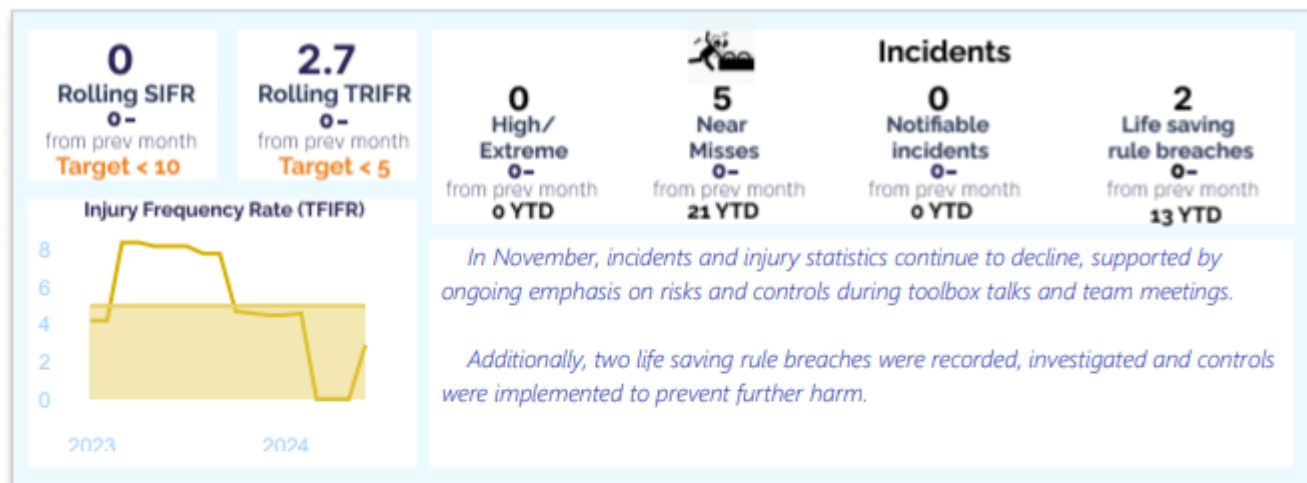 0
Rolling SIFR
0-
from prev month
Target < 10
2.7
Rolling TRIFR
0-
from prev month
Target < 5
Incidents
0
High/
Extreme
0-
from prev month
0 YTD
5
Near
Misses
0-
from prev month
21 YTD
0
Notifiable
incidents
0-
from prev month
0 YTD
2
Life saving
rule breaches
0-
from prev month
13 YTD
Injury Frequency Rate (TFIFR)
8
6
4
2
0
2023
2024
In November, incidents and injury statistics continue to decline, supported by
ongoing emphasis on risks and controls during toolbox talks and team meetings.
Additionally, two life saving rule breaches were recorded, investigated and controls
were implemented to prevent further harm.